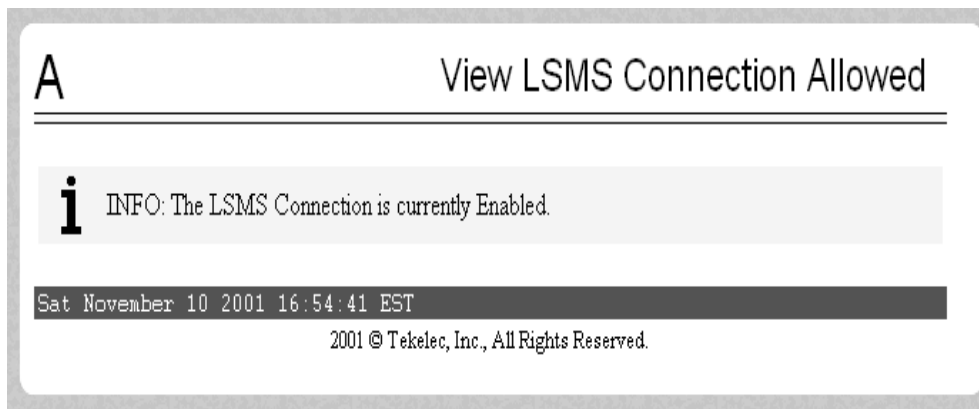 A
View LSMS Connection Allowed
i
INFO: The LSMS Connection is currently Enabled.
Sat November 10 2001 16:54:41 EST
2001 © Tekelec, Inc., All Rights Reserved.